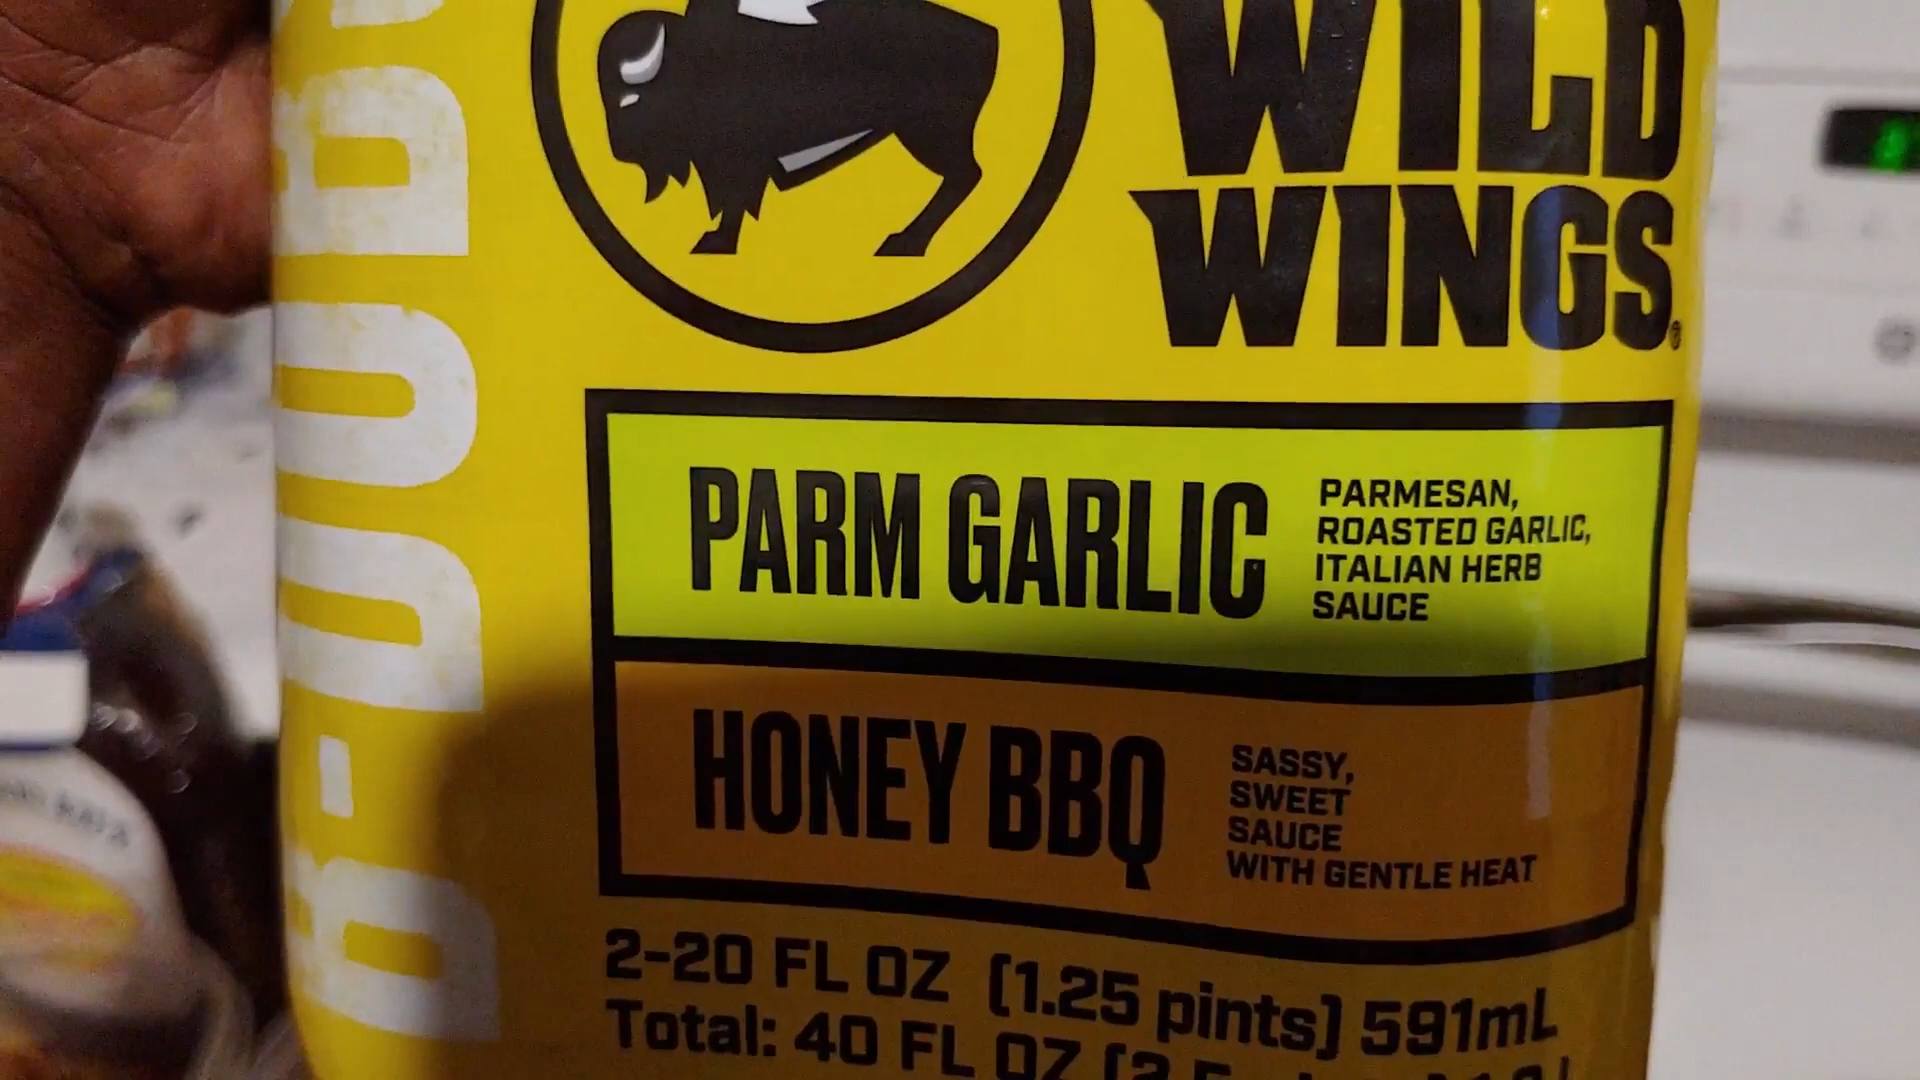 WILD
WINGS®
PARM GARLIC
PARMESAN,
ROASTED GARLIC,
ITALIAN HERB
SAUCE
HONEY BBQ
SASSY,
SWEET
SAUCE
WITH GENTLE HEAT
2-20 FL OZ (1.25 pints) 591mL
Total: 40 FL OZ